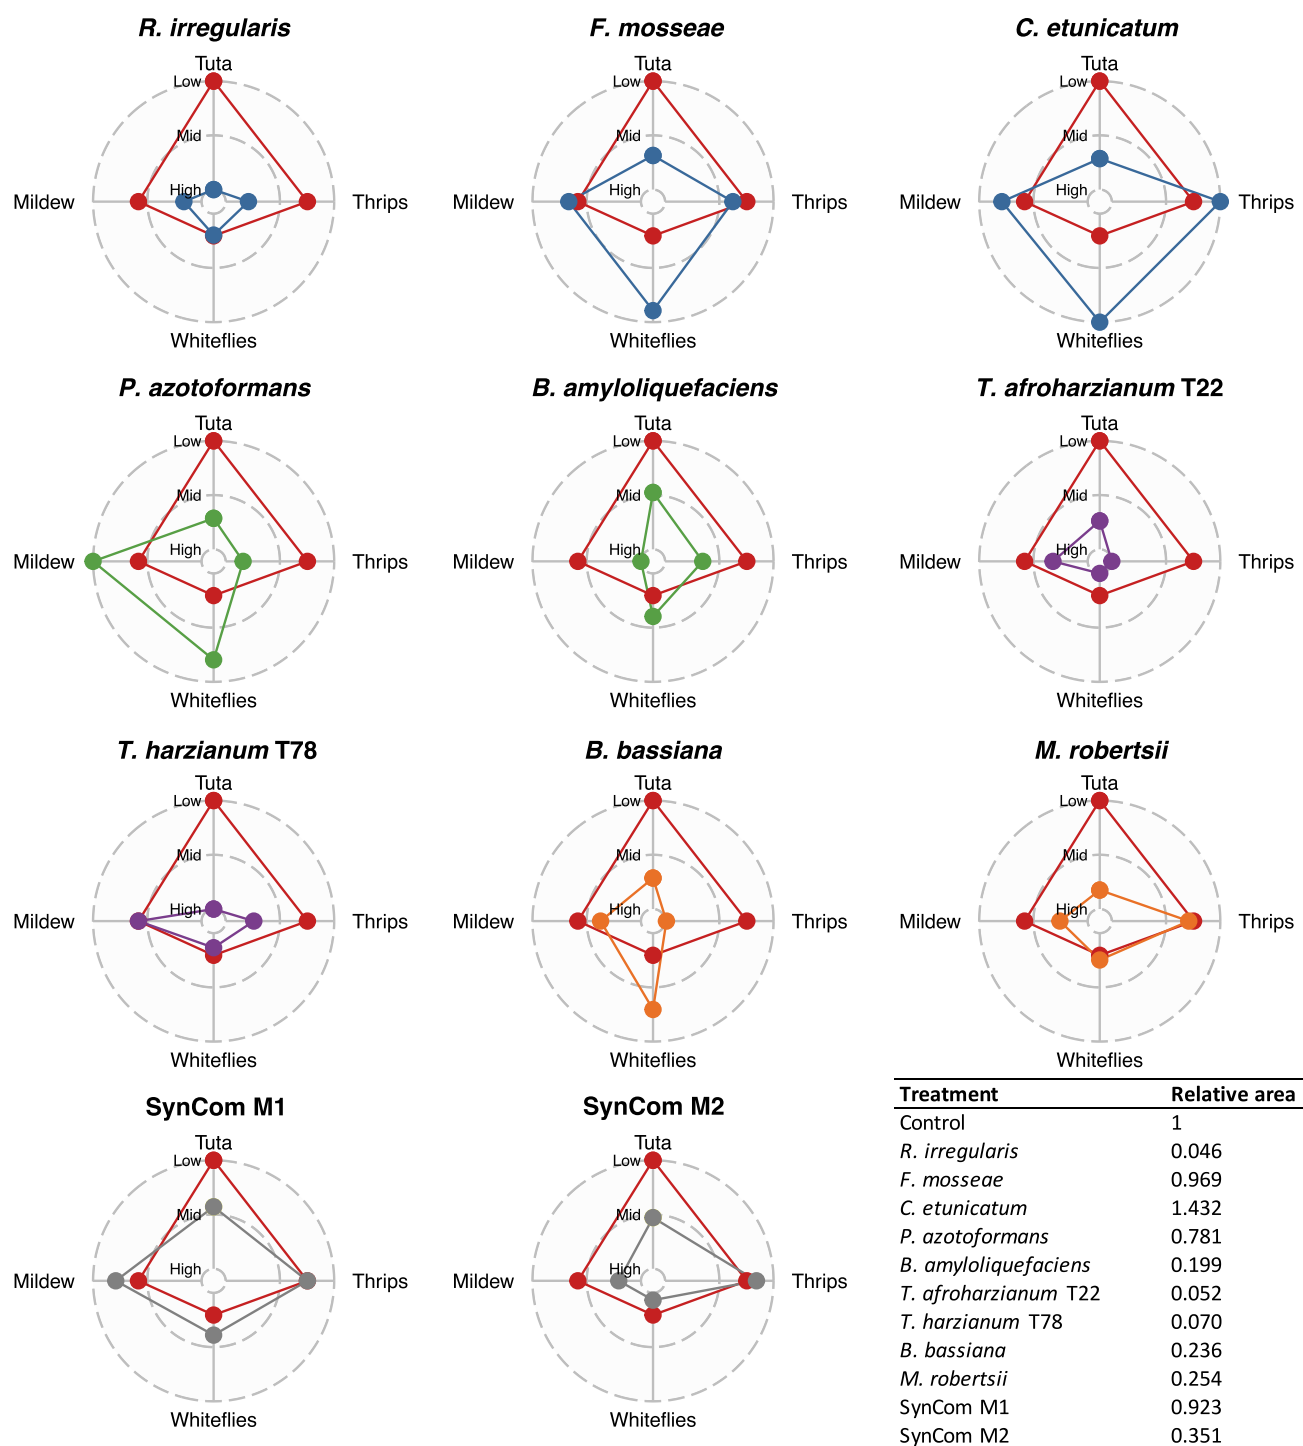 R. irregularis
Tuta
Low
Mid
High
Mildew
Thrips
Whiteflies
F. mosseae
Tuta
Low
Mid
High
Mildew
Thrips
Whiteflies
C. etunicatum
Tuta
Low
Mid
High
Mildew
Thrips
Whiteflies
P. azotoformans
Tuta
Low
Mid
High
Mildew
Thrips
Whiteflies
B. amyloliquefaciens
Tuta
Low
Mid
High
Mildew
Thrips
Whiteflies
T. afroharzianum T22
Tuta
Low
Mid
High
Mildew
Thrips
Whiteflies
T. harzianum T78
Tuta
Low
Mid
High
Mildew
Thrips
Whiteflies
B. bassiana
Tuta
Low
Mid
High
Mildew
Thrips
Whiteflies
M. robertsii
Tuta
Low
Mid
High
Mildew
Thrips
Whiteflies
SynCom M1
Tuta
Low
Mid
High
Mildew
Thrips
Whiteflies
SynCom M2
Tuta
Low
Mid
High
Mildew
Thrips
Whiteflies
Treatment Relative area
Control 1
R. irregularis 0.046
F. mosseae 0.969
C. etunicatum 1.432
P. azotoformans 0.781
B. amyloliquefaciens 0.199
T. afroharzianum T22 0.052
T. harzianum T78 0.070
B. bassiana 0.236
M. robertsii 0.254
SynCom M1 0.923
SynCom M2 0.351